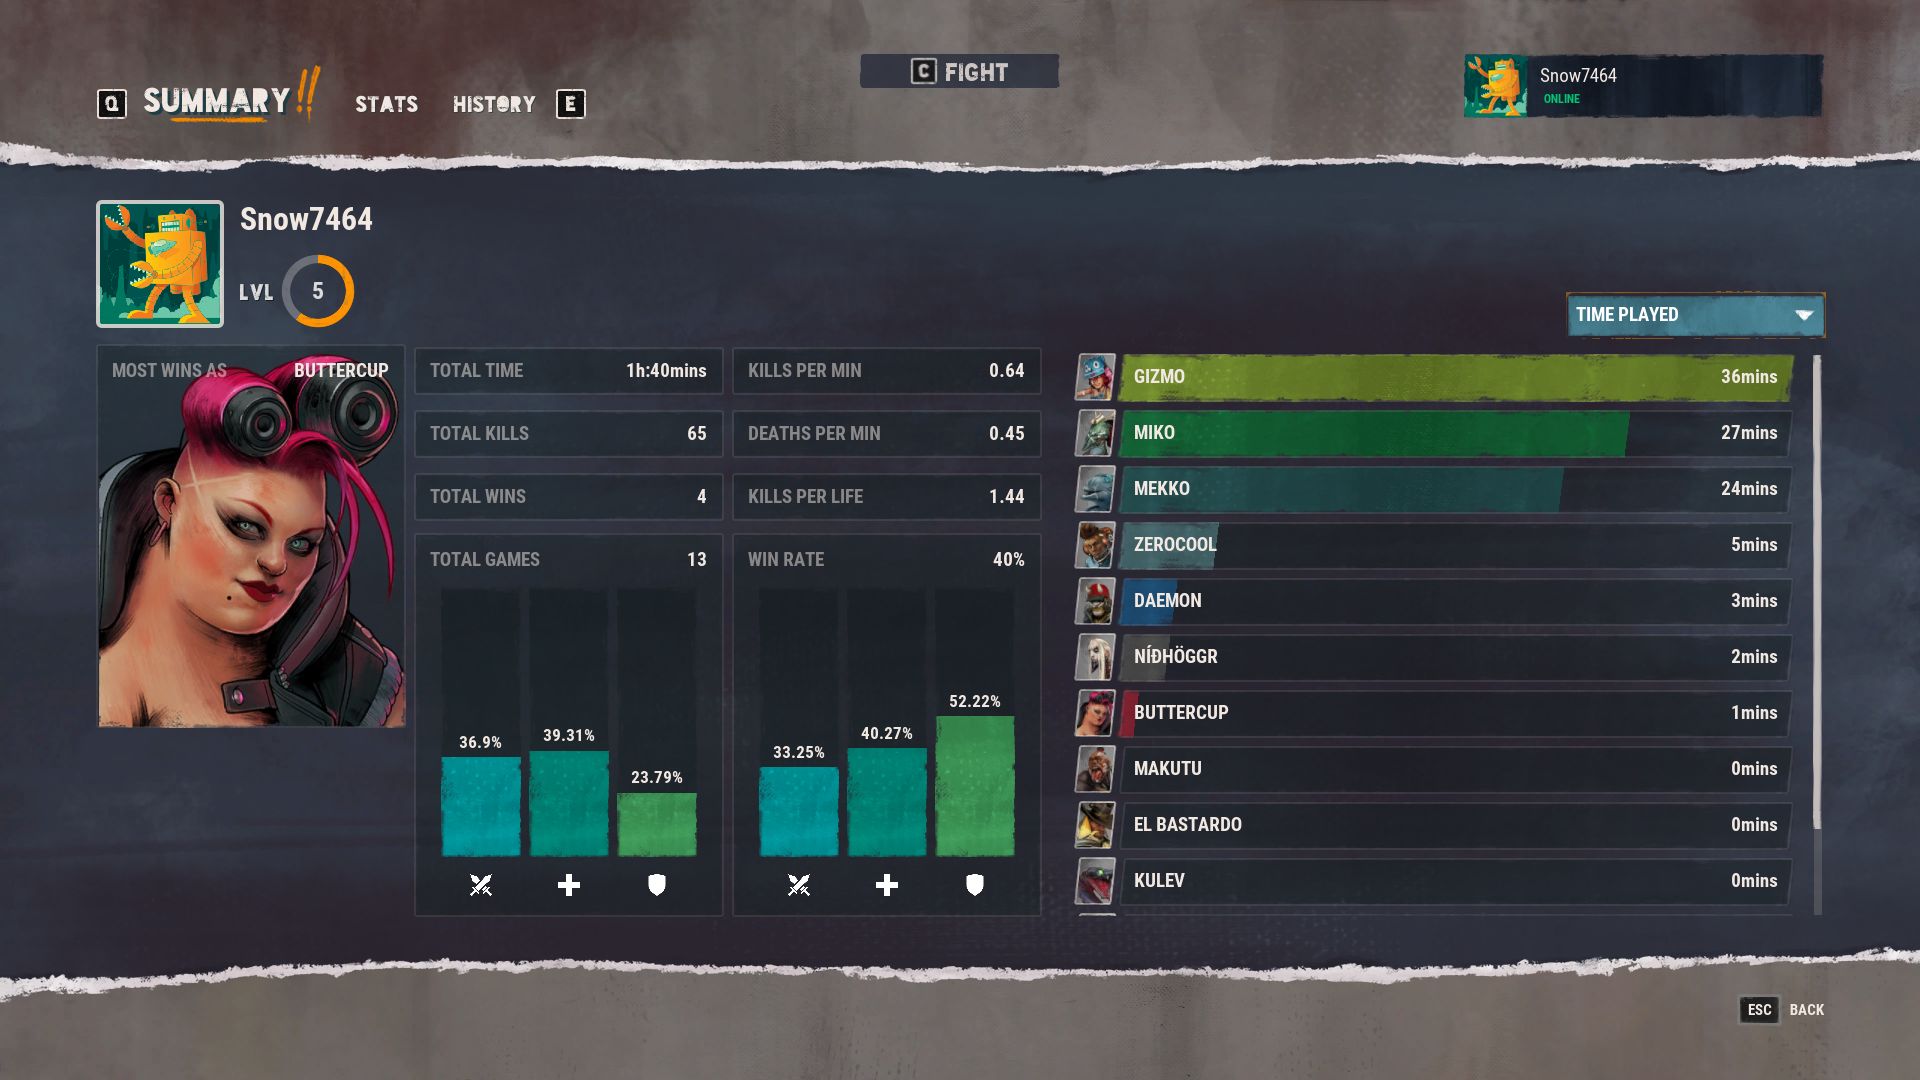 Q SUMMARY!! STATS HISTORY E
C FIGHT
Snow7464
ONLINE
Snow7464
LVL 5
TIME PLAYED
MOST WINS AS BUTTERCUP
TOTAL TIME 1h:40mins
TOTAL KILLS 65
TOTAL WINS 4
TOTAL GAMES 13
36.9% 39.31% 23.79%
KILLS PER MIN 0.64
DEATHS PER MIN 0.45
KILLS PER LIFE 1.44
WIN RATE 40%
33.25% 40.27% 52.22%
GIZMO 36mins
MIKO 27mins
MEKKO 24mins
ZEROCOOL 5mins
DAEMON 3mins
NÍÐHÖGGR 2mins
BUTTERCUP 1mins
MAKUTU 0mins
EL BASTARDO 0mins
KULEV 0mins
ESC BACK